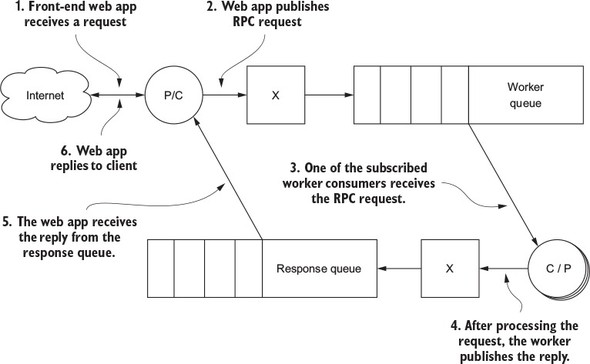 1. Front-end web app
receives a request
2. Web app publishes
RPC request
Internet
P/C
X
Worker
queue
6. Web app
replies to client
3. One of the subscribed
worker consumers receives
the RPC request.
5. The web app receives
the reply from the
response queue.
Response queue
X
C / P
4. After processing the
request, the worker
publishes the reply.